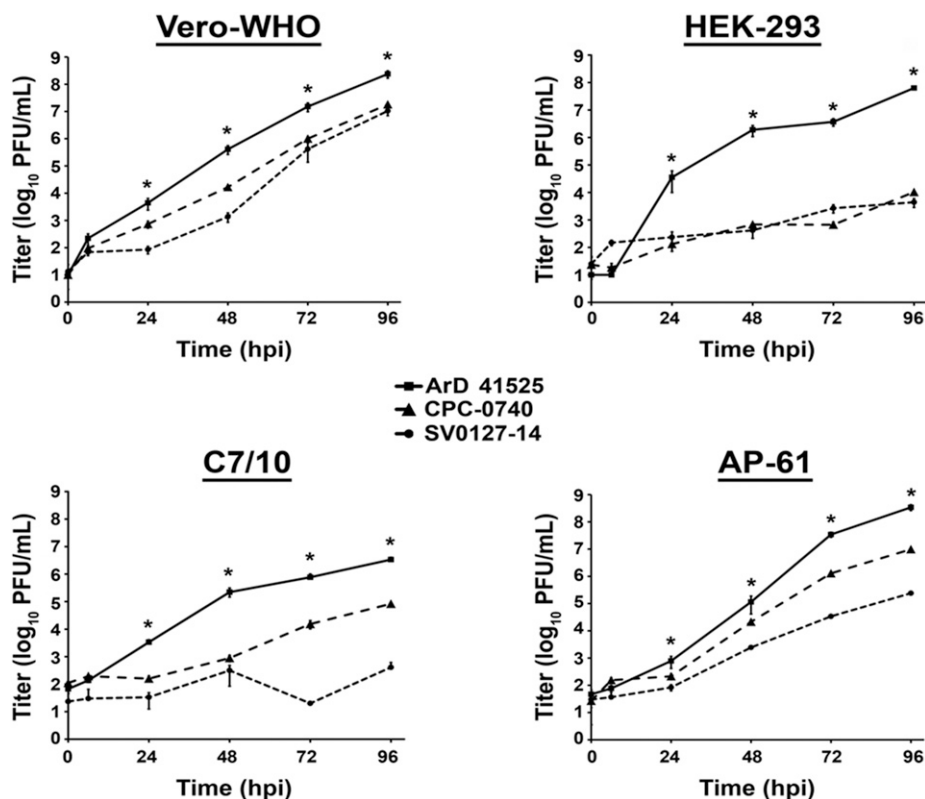 Vero-WHO
*
*
*
*
9
8
7
6
5
4
3
2
1
0
Titer (log10 PFU/mL)
0 24 48 72 96
Time (hpi)
HEK-293
*
*
*
*
9
8
7
6
5
4
3
2
1
0
Titer (log10 PFU/mL)
0 24 48 72 96
Time (hpi)
ArD 41525
CPC-0740
SV0127-14
C7/10
*
*
*
*
9
8
7
6
5
4
3
2
1
0
Titer (log10 PFU/mL)
0 24 48 72 96
Time (hpi)
AP-61
*
*
*
*
9
8
7
6
5
4
3
2
1
0
Titer (log10 PFU/mL)
0 24 48 72 96
Time (hpi)